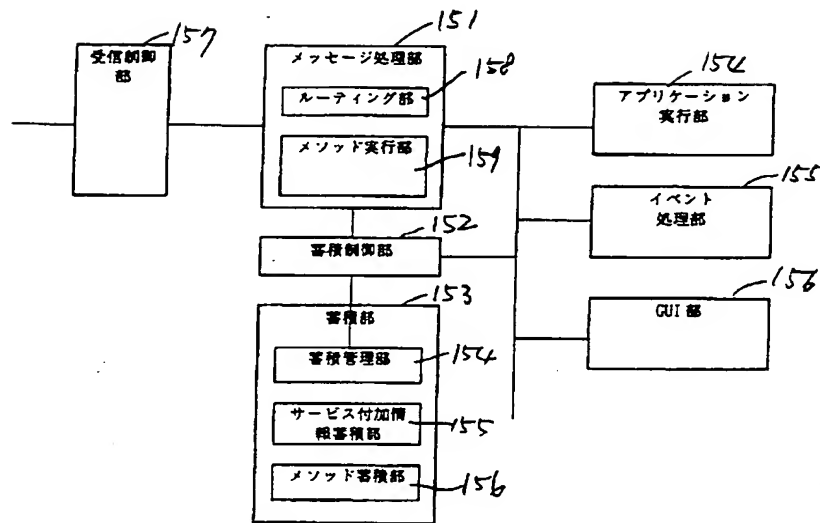 157
受信制御
部
151
メッセージ処理部
158
ルーティング部
メソッド実行部
159
152
蓄積制御部
153
蓄積部
蓄積管理部
154
サービス付加情
報蓄積部
155
メソッド蓄積部
156
154
アプリケーション
実行部
155
イベント
処理部
156
GUI部